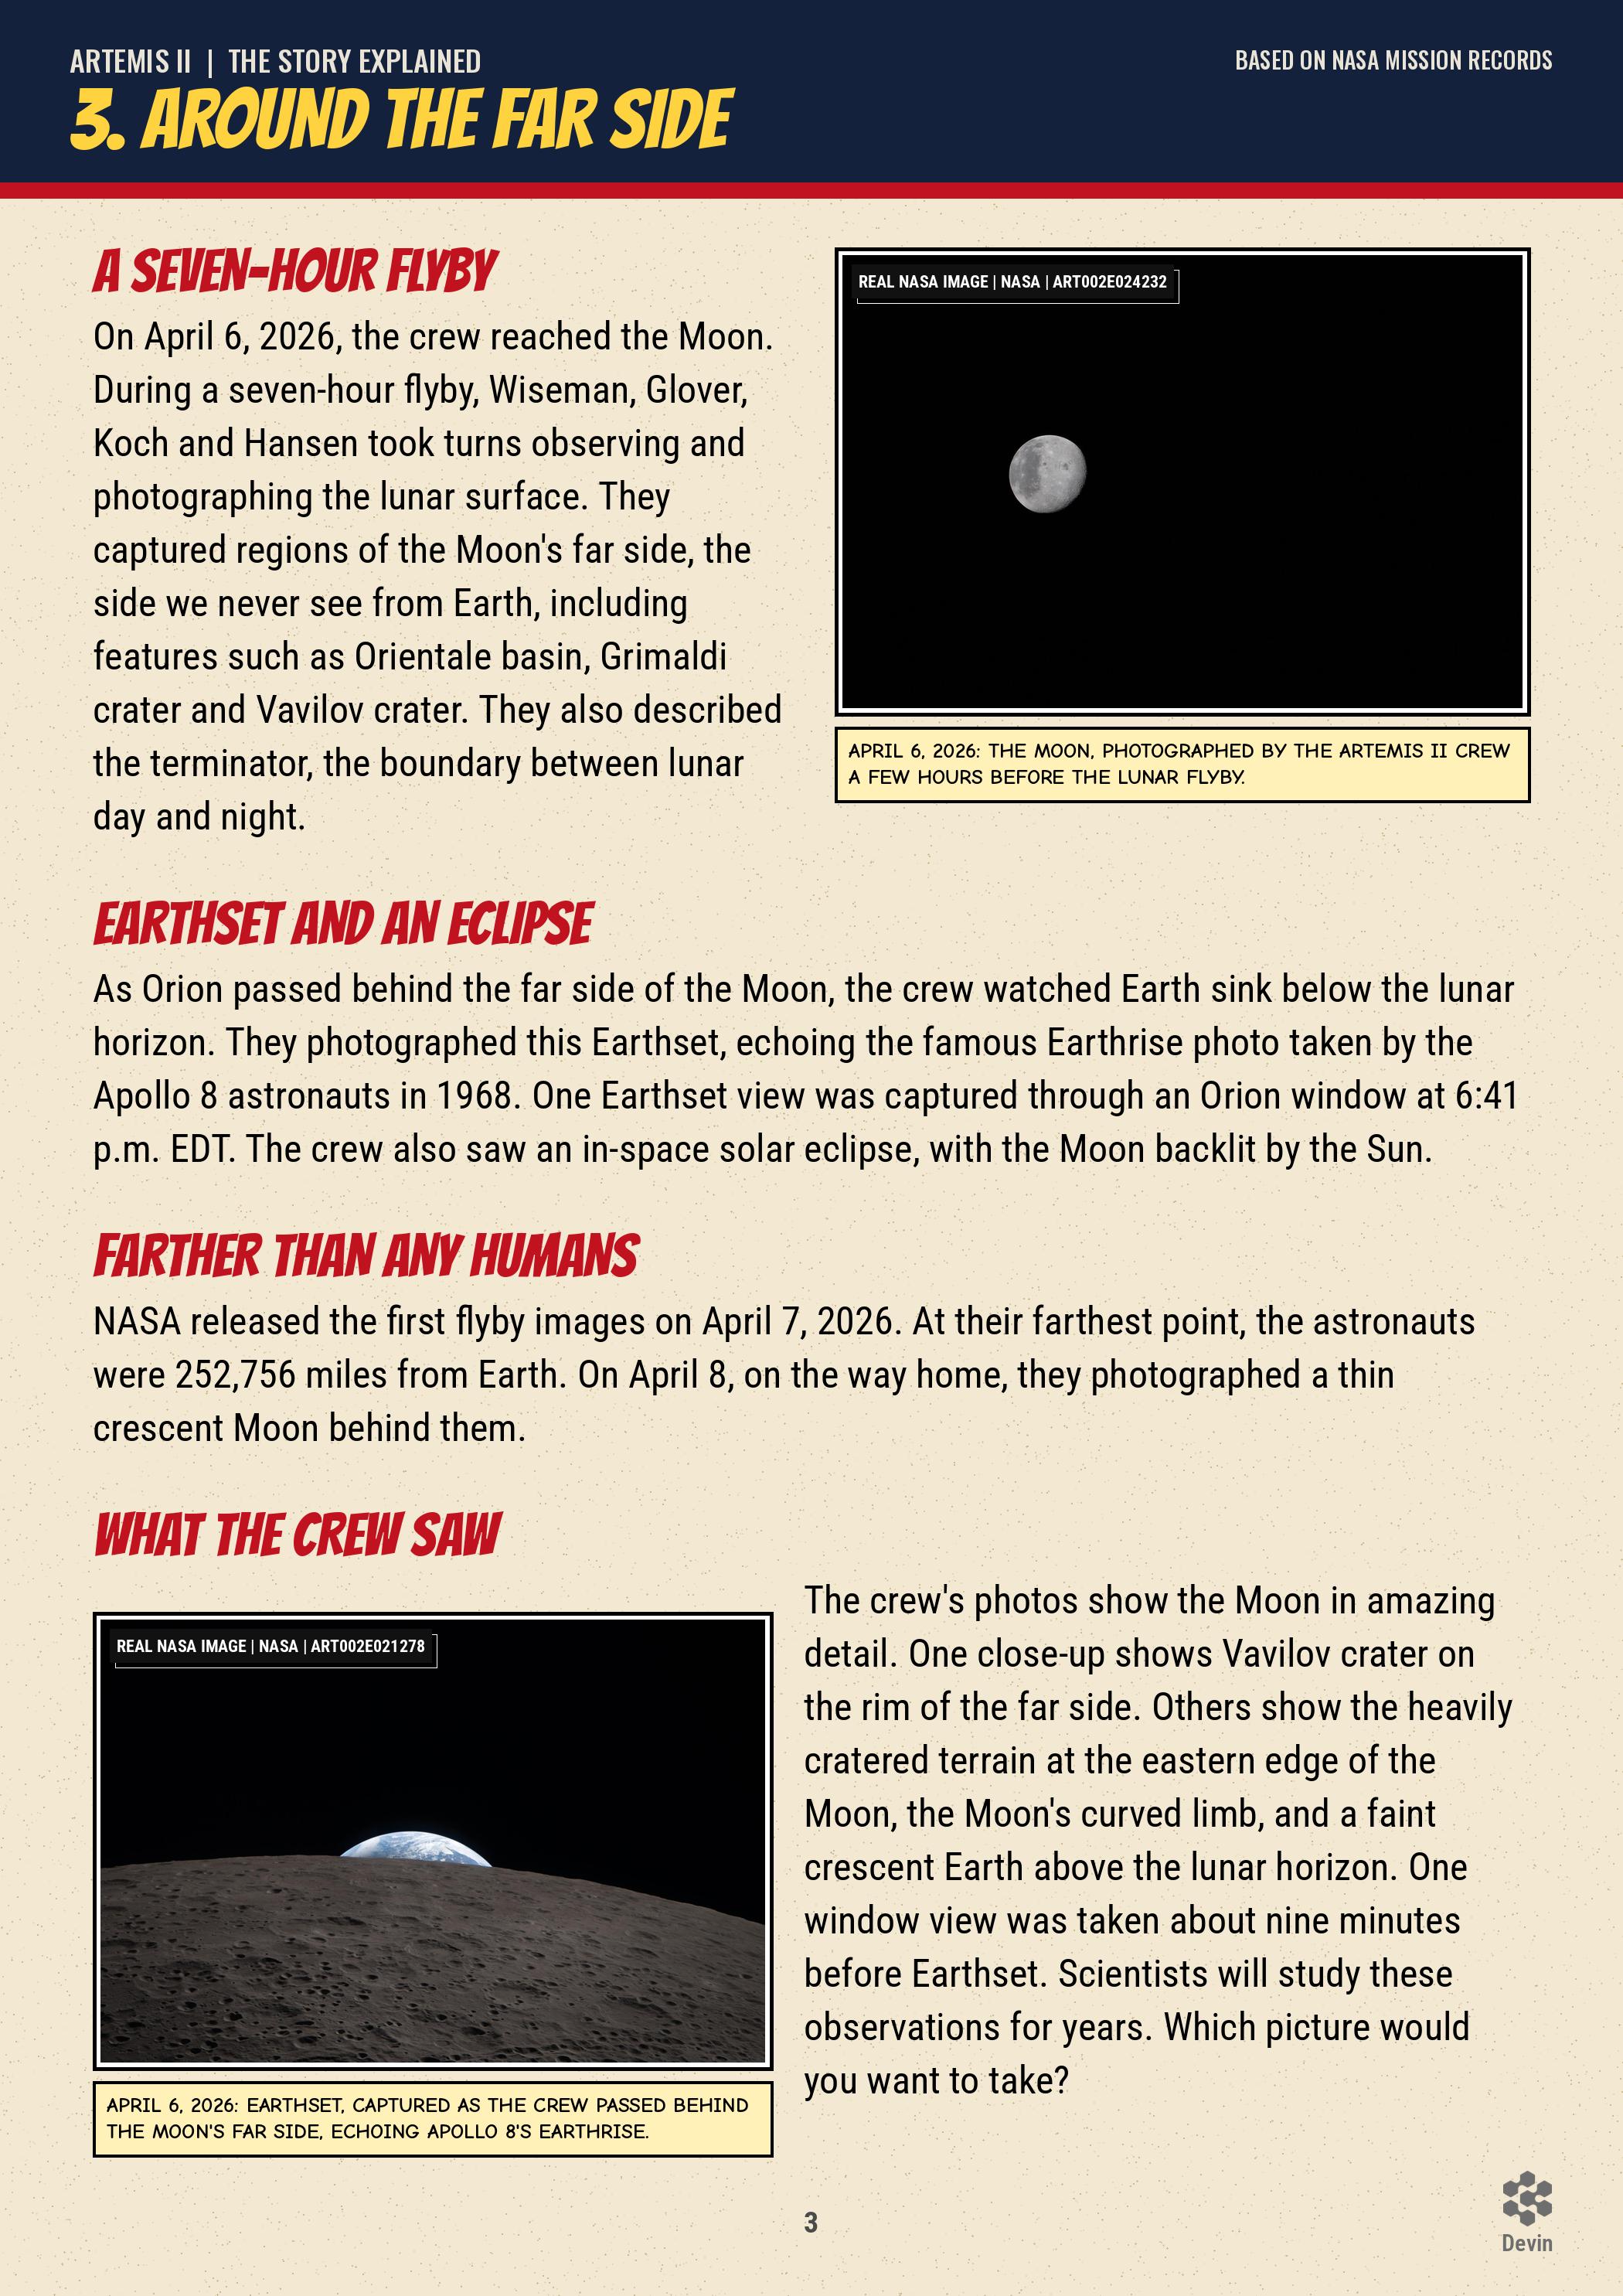 ARTEMIS II | THE STORY EXPLAINED
BASED ON NASA MISSION RECORDS
3. AROUND THE FAR SIDE
A SEVEN-HOUR FLYBY
On April 6, 2026, the crew reached the Moon.
During a seven-hour flyby, Wiseman, Glover,
Koch and Hansen took turns observing and
photographing the lunar surface. They
captured regions of the Moon's far side, the
side we never see from Earth, including
features such as Orientale basin, Grimaldi
crater and Vavilov crater. They also described
the terminator, the boundary between lunar
day and night.
REAL NASA IMAGE | NASA | ART002E024232
APRIL 6, 2026: THE MOON, PHOTOGRAPHED BY THE ARTEMIS II CREW
A FEW HOURS BEFORE THE LUNAR FLYBY.
EARTHSET AND AN ECLIPSE
As Orion passed behind the far side of the Moon, the crew watched Earth sink below the lunar
horizon. They photographed this Earthset, echoing the famous Earthrise photo taken by the
Apollo 8 astronauts in 1968. One Earthset view was captured through an Orion window at 6:41
p.m. EDT. The crew also saw an in-space solar eclipse, with the Moon backlit by the Sun.
FARTHER THAN ANY HUMANS
NASA released the first flyby images on April 7, 2026. At their farthest point, the astronauts
were 252,756 miles from Earth. On April 8, on the way home, they photographed a thin
crescent Moon behind them.
WHAT THE CREW SAW
REAL NASA IMAGE | NASA | ART002E021278
APRIL 6, 2026: EARTHSET, CAPTURED AS THE CREW PASSED BEHIND
THE MOON'S FAR SIDE, ECHOING APOLLO 8'S EARTHRISE.
The crew's photos show the Moon in amazing
detail. One close-up shows Vavilov crater on
the rim of the far side. Others show the heavily
cratered terrain at the eastern edge of the
Moon, the Moon's curved limb, and a faint
crescent Earth above the lunar horizon. One
window view was taken about nine minutes
before Earthset. Scientists will study these
observations for years. Which picture would
you want to take?
3
Devin